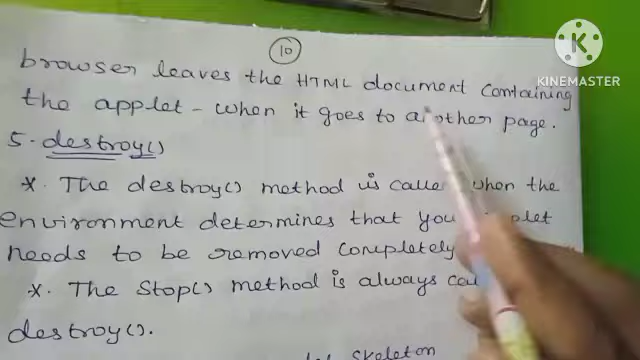 10
K
KINEMASTER
browser leaves the HTML document containing
the applet - when it goes to another page.
5. destroy()
* The destroy() method is called when the
environment determines that you applet
needs to be removed completely
* The Stop() method is always
destroy().
skeleton